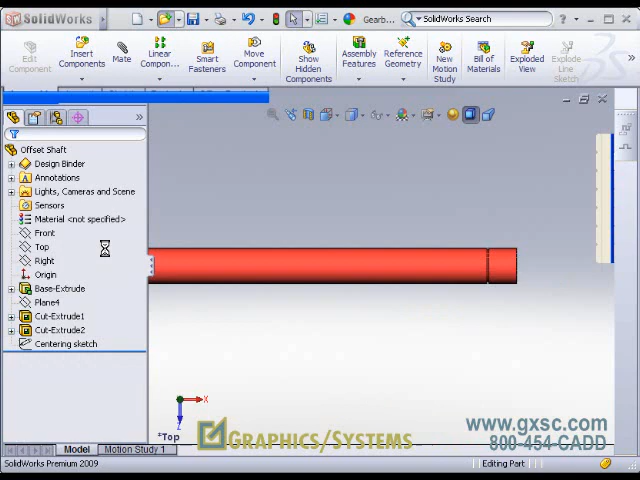 SolidWorks Gearb... SolidWorks Search
Edit Component
Insert Components
Mate
Linear Compon...
Smart Fasteners
Move Component
Show Hidden Components
Assembly Features
Reference Geometry
New Motion Study
Bill of Materials
Exploded View
Explode Line Sketch
Offset Shaft
Design Binder
Annotations
Lights, Cameras and Scene
Sensors
Material <not specified>
Front
Top
Right
Origin
Base-Extrude
Plane4
Cut-Extrude1
Cut-Extrude2
Centering sketch
X
Z
*Top
GRAPHICS/SYSTEMS
www.gxsc.com
800-454-CADD
Model Motion Study 1
SolidWorks Premium 2009 Editing Part